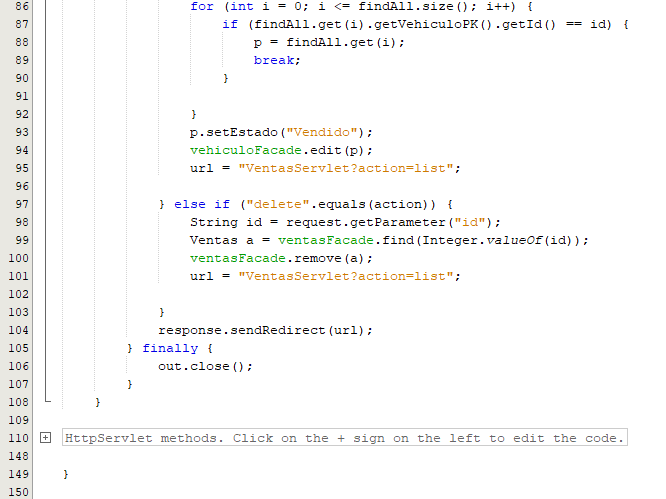 86 for (int i = 0; i <= findAll.size(); i++) {
87 if (findAll.get(i).getVehiculoPK().getId() == id) {
88 p = findAll.get(i);
89 break;
90 }
91
92 }
93 p.setEstado("Vendido");
94 vehiculoFacade.edit(p);
95 url = "VentasServlet?action=list";
96
97 } else if ("delete".equals(action)) {
98 String id = request.getParameter("id");
99 Ventas a = ventasFacade.find(Integer.valueOf(id));
100 ventasFacade.remove(a);
101 url = "VentasServlet?action=list";
102
103 }
104 response.sendRedirect(url);
105 } finally {
106 out.close();
107 }
108 }
109
110 HttpServlet methods. Click on the + sign on the left to edit the code.
148
149 }
150